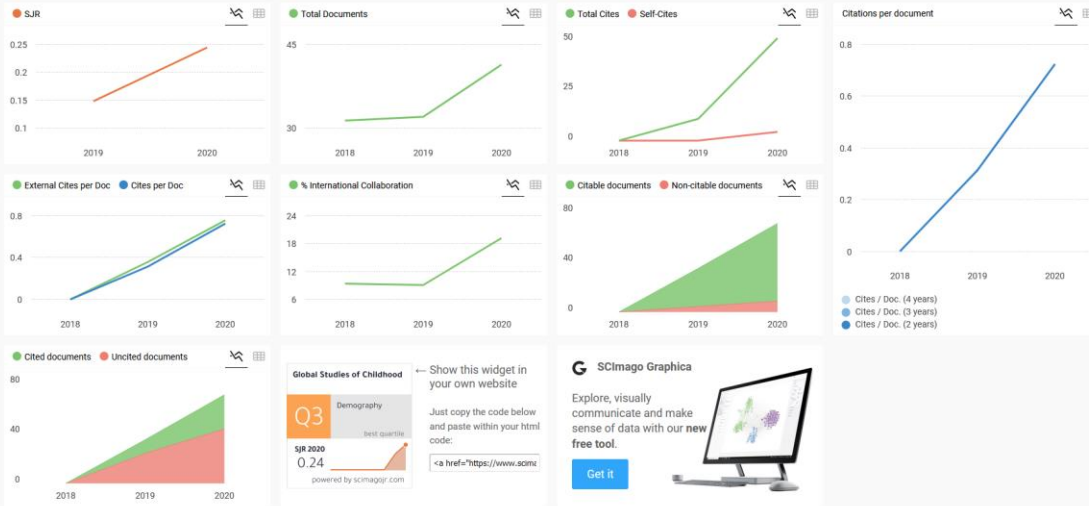 SJR
0.25
0.2
0.15
0.1
2019 2020
Total Documents
45
30
2018 2019 2020
Total Cites Self-Cites
50
25
0
2018 2019 2020
Citations per document
0.8
0.6
0.4
0.2
0
2018 2019 2020
Cites / Doc. (4 years)
Cites / Doc. (3 years)
Cites / Doc. (2 years)
External Cites per Doc Cites per Doc
0.8
0.4
0
2018 2019 2020
% International Collaboration
24
18
12
6
2018 2019 2020
Citable documents Non-citable documents
80
40
0
2018 2019 2020
Cited documents Uncited documents
80
40
0
2018 2019 2020
Global Studies of Childhood
Q3
Demography
best quartile
SJR 2020
0.24
powered by scimagojr.com
← Show this widget in
your own website
Just copy the code below
and paste within your html
code:
<a href="https://www.scima
G SCImago Graphica
Explore, visually
communicate and make
sense of data with our new
free tool.
Get it